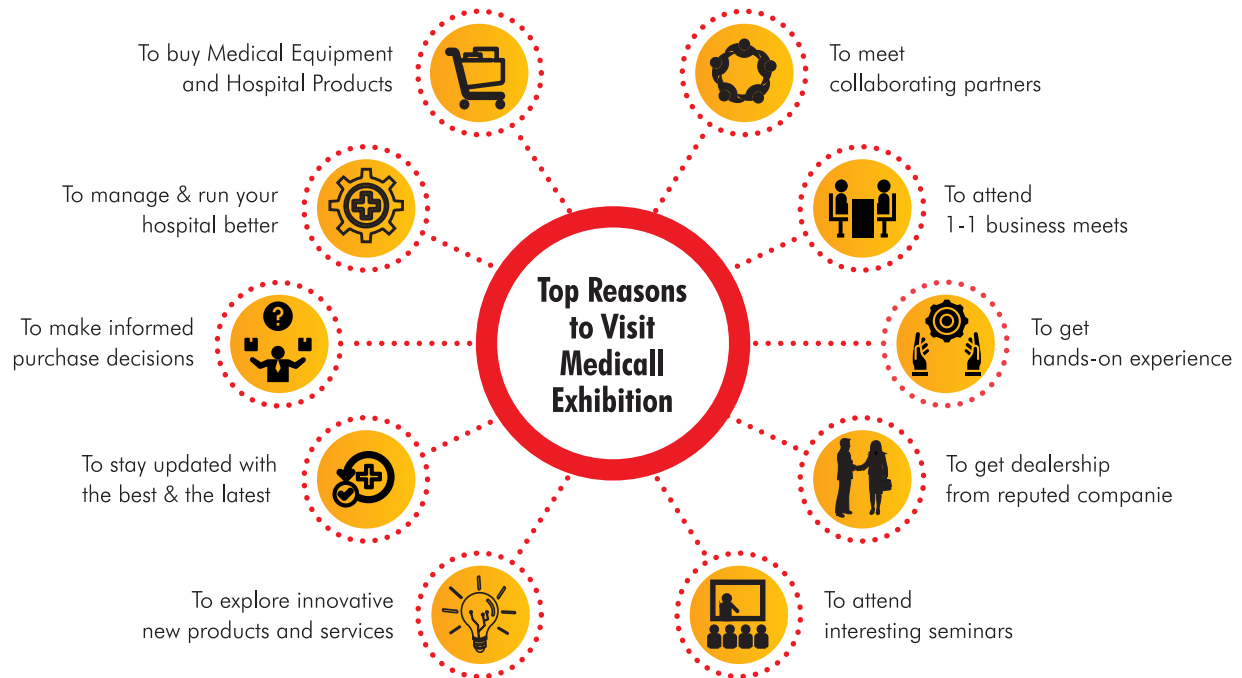 To buy Medical Equipment
and Hospital Products
To meet
collaborating partners
To manage & run your
hospital better
To attend
1-1 business meets
Top Reasons
to Visit
Medicall
Exhibition
To make informed
purchase decisions
?
To get
hands-on experience
To stay updated with
the best & the latest
To get dealership
from reputed companie
To explore innovative
new products and services
To attend
interesting seminars